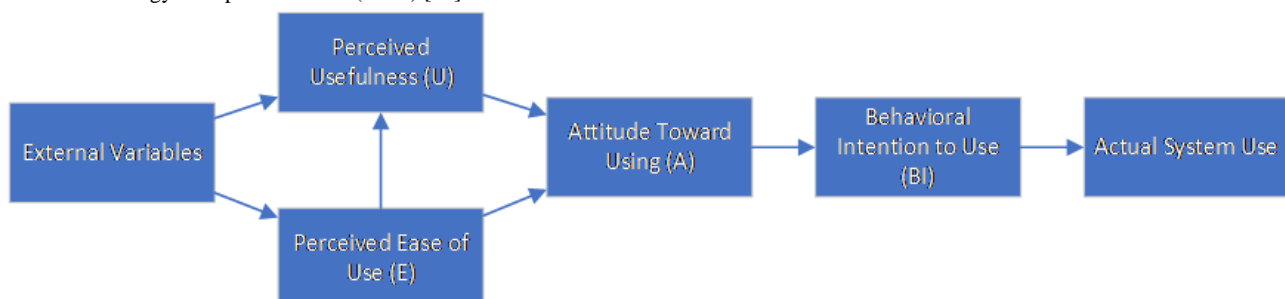 Perceived
Usefulness (U)
External Variables
Perceived Ease of
Use (E)
Attitude Toward
Using (A)
Behavioral
Intention to Use
(BI)
Actual System Use